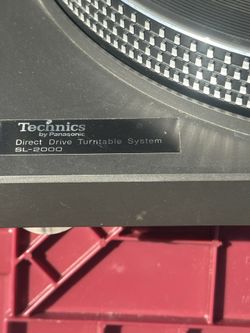 Technics
by Panasonic
Direct Drive Turntable System
SL-2000